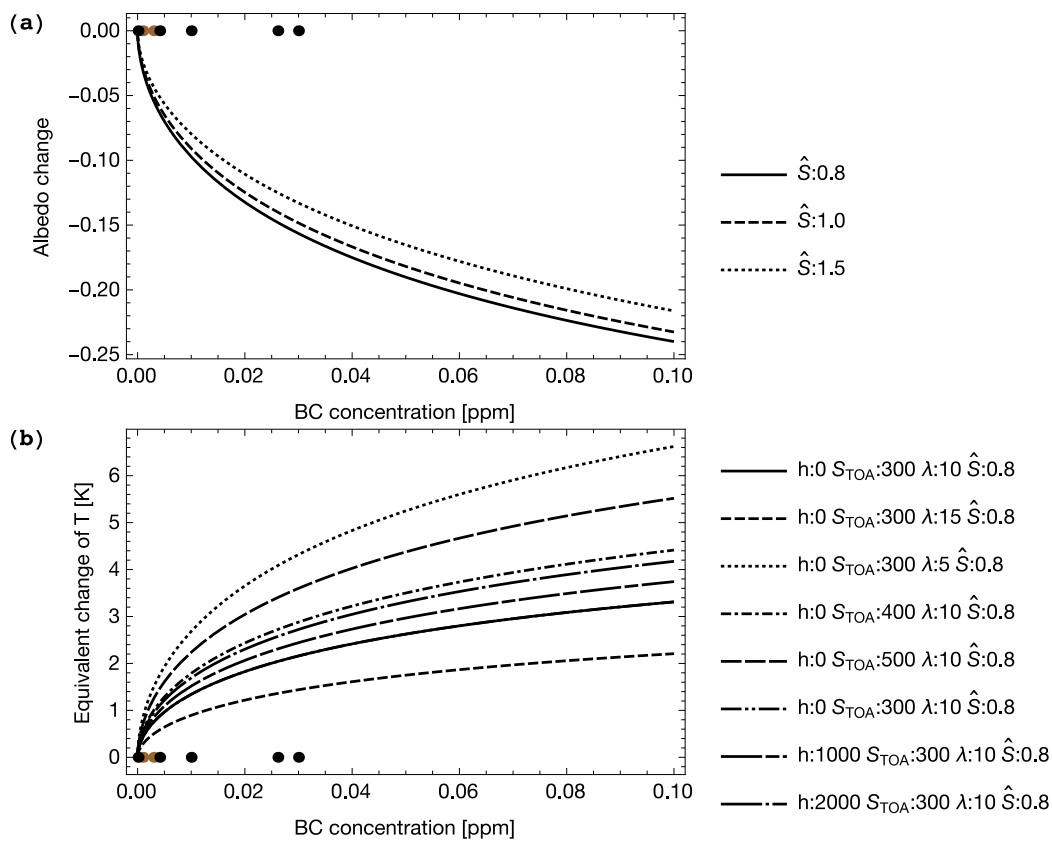 (a)
0.00
−0.05
−0.10
−0.15
−0.20
−0.25
Albedo change
0.00 0.02 0.04 0.06 0.08 0.10
BC concentration [ppm]
Ŝ:0.8
Ŝ:1.0
Ŝ:1.5
(b)
6
5
4
3
2
1
0
Equivalent change of T [K]
0.00 0.02 0.04 0.06 0.08 0.10
BC concentration [ppm]
h:0 S_TOA:300 λ:10 Ŝ:0.8
h:0 S_TOA:300 λ:15 Ŝ:0.8
h:0 S_TOA:300 λ:5 Ŝ:0.8
h:0 S_TOA:400 λ:10 Ŝ:0.8
h:0 S_TOA:500 λ:10 Ŝ:0.8
h:0 S_TOA:300 λ:10 Ŝ:0.8
h:1000 S_TOA:300 λ:10 Ŝ:0.8
h:2000 S_TOA:300 λ:10 Ŝ:0.8